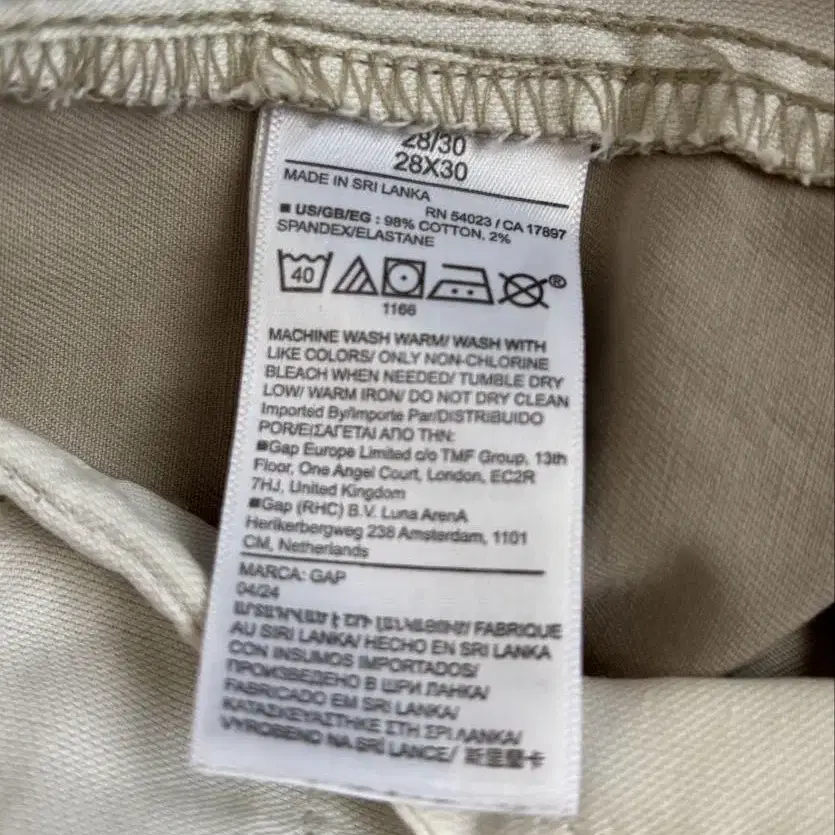 28/30
28X30
MADE IN SRI LANKA
RN 54023 / CA 17897
■ US/GB/EG : 98% COTTON. 2%
SPANDEX/ELASTANE
40
®
1166
MACHINE WASH WARM/ WASH WITH
LIKE COLORS/ ONLY NON-CHLORINE
BLEACH WHEN NEEDED/ TUMBLE DRY
LOW/ WARM IRON/ DO NOT DRY CLEAN
Imported By/Importe Par/DISTRIBUIDO
POR/ΕΙΣΑΓΕΤΑΙ ΑΠΟ ΤΗΝ:
■Gap Europe Limited c/o TMF Group, 13th
Floor, One Angel Court, London, EC2R
7HJ, United Kingdom
■Gap (RHC) B.V. Luna ArenA
Herikerbergweg 238 Amsterdam, 1101
CM, Netherlands
MARCA: GAP
04/24
FABRIQUE
AU SRI LANKA/ HECHO EN SRI LANKA
CON INSUMOS IMPORTADOS/
ПРОИЗВЕДЕНО В ШРИ ЛАНКА/
FABRICADO EM SRI LANKA/
ΚΑΤΑΣΚΕΥΑΣΤΗΚΕ ΣΤΗ ΣΡΙ ΛΑΝΚΑ/
VYROBENO NA SRÍ LANCE/ 斯里蘭卡